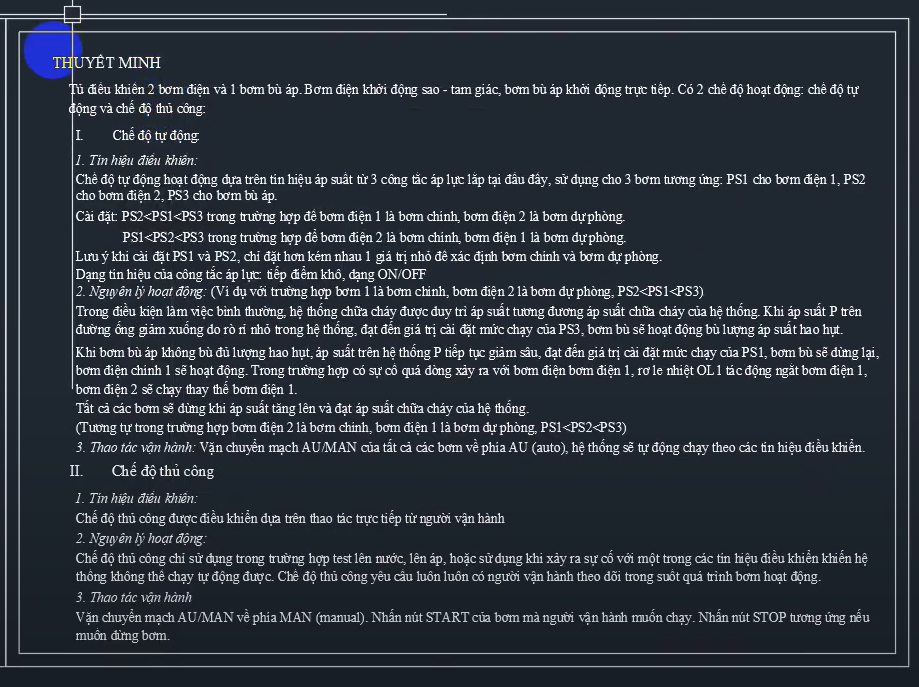 THUYẾT MINH
Tủ điều khiển 2 bơm điện và 1 bơm bù áp. Bơm điện khởi động sao - tam giác, bơm bù áp khởi động trực tiếp. Có 2 chế độ hoạt động: chế độ tự
động và chế độ thủ công:
I. Chế độ tự động:
1. Tín hiệu điều khiển:
Chế độ tự động hoạt động dựa trên tín hiệu áp suất từ 3 công tắc áp lực lắp tại đầu đẩy, sử dụng cho 3 bơm tương ứng: PS1 cho bơm điện 1, PS2
cho bơm điện 2, PS3 cho bơm bù áp.
Cài đặt: PS2<PS1<PS3 trong trường hợp để bơm điện 1 là bơm chính, bơm điện 2 là bơm dự phòng.
PS1<PS2<PS3 trong trường hợp để bơm điện 2 là bơm chính, bơm điện 1 là bơm dự phòng.
Lưu ý khi cài đặt PS1 và PS2, chỉ đặt hơn kém nhau 1 giá trị nhỏ để xác định bơm chính và bơm dự phòng.
Dạng tín hiệu của công tắc áp lực: tiếp điểm khô, dạng ON/OFF
2. Nguyên lý hoạt động: (Ví dụ với trường hợp bơm 1 là bơm chính, bơm điện 2 là bơm dự phòng, PS2<PS1<PS3)
Trong điều kiện làm việc bình thường, hệ thống chữa cháy được duy trì áp suất tương đương áp suất chữa cháy của hệ thống. Khi áp suất P trên
đường ống giảm xuống do rò rỉ nhỏ trong hệ thống, đạt đến giá trị cài đặt mức chạy của PS3, bơm bù sẽ hoạt động bù lượng áp suất hao hụt.
Khi bơm bù áp không bù đủ lượng hao hụt, áp suất trên hệ thống P tiếp tục giảm sâu, đạt đến giá trị cài đặt mức chạy của PS1, bơm bù sẽ dừng lại,
bơm điện chính 1 sẽ hoạt động. Trong trường hợp có sự cố quá dòng xảy ra với bơm điện bơm điện 1, rơ le nhiệt OL1 tác động ngắt bơm điện 1,
bơm điện 2 sẽ chạy thay thế bơm điện 1.
Tất cả các bơm sẽ dừng khi áp suất tăng lên và đạt áp suất chữa cháy của hệ thống.
(Tương tự trong trường hợp bơm điện 2 là bơm chính, bơm điện 1 là bơm dự phòng, PS1<PS2<PS3)
3. Thao tác vận hành: Vặn chuyển mạch AU/MAN của tất cả các bơm về phía AU (auto), hệ thống sẽ tự động chạy theo các tín hiệu điều khiển.
II. Chế độ thủ công
1. Tín hiệu điều khiển:
Chế độ thủ công được điều khiển dựa trên thao tác trực tiếp từ người vận hành
2. Nguyên lý hoạt động:
Chế độ thủ công chỉ sử dụng trong trường hợp test lên nước, lên áp, hoặc sử dụng khi xảy ra sự cố với một trong các tín hiệu điều khiển khiến hệ
thống không thể chạy tự động được. Chế độ thủ công yêu cầu luôn luôn có người vận hành theo dõi trong suốt quá trình bơm hoạt động.
3. Thao tác vận hành
Vặn chuyển mạch AU/MAN về phía MAN (manual). Nhấn nút START của bơm mà người vận hành muốn chạy. Nhấn nút STOP tương ứng nếu
muốn dừng bơm.